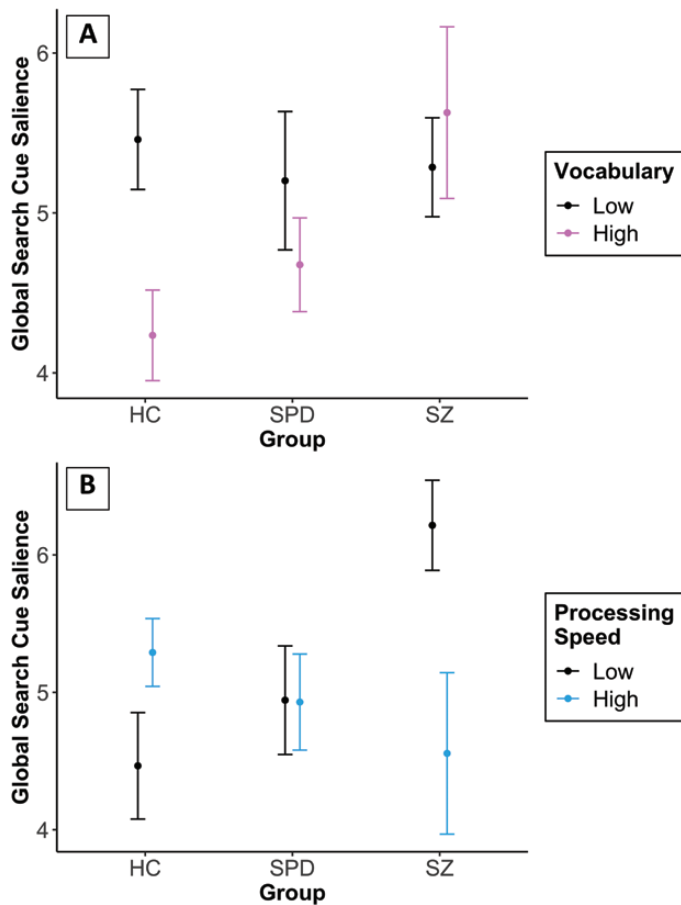 A
Global Search Cue Salience
6
5
4
HC SPD SZ
Group
Vocabulary
Low
High
B
Global Search Cue Salience
6
5
4
HC SPD SZ
Group
Processing
Speed
Low
High